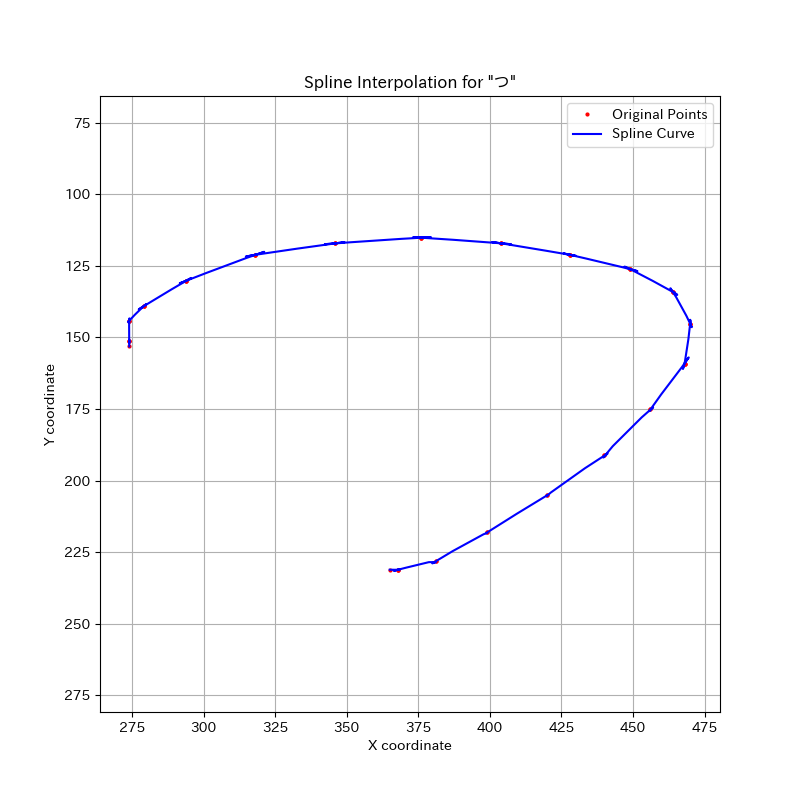 Spline Interpolation for "つ"
Original Points
Spline Curve
75
100
125
150
175
200
225
250
275
Y coordinate
275 300 325 350 375 400 425 450 475
X coordinate